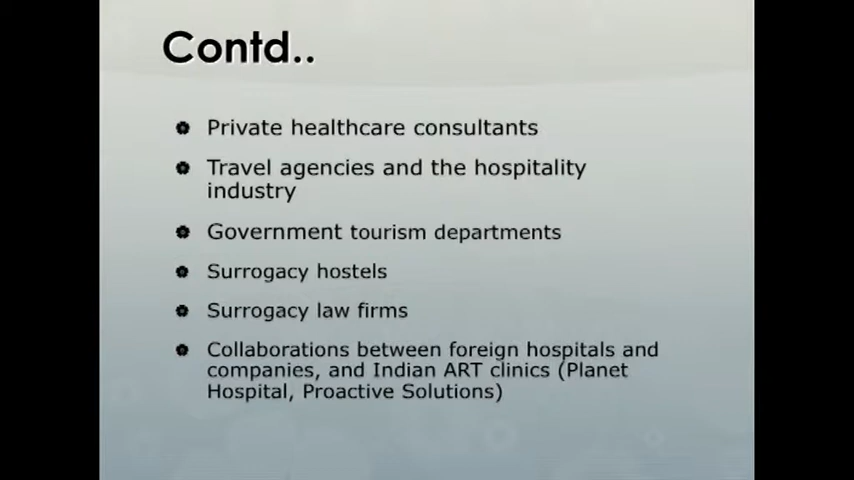 Contd..
Private healthcare consultants
Travel agencies and the hospitality
industry
Government tourism departments
Surrogacy hostels
Surrogacy law firms
Collaborations between foreign hospitals and
companies, and Indian ART clinics (Planet
Hospital, Proactive Solutions)